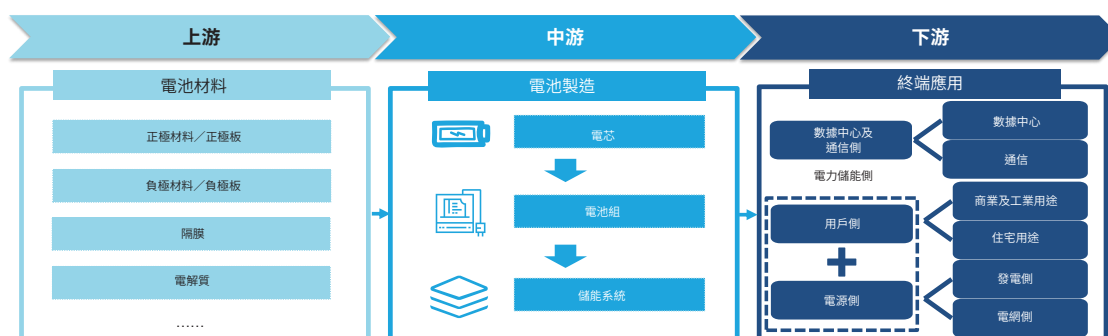 上游
中游
下游
電池材料
正極材料／正極板
負極材料／負極板
隔膜
電解質
......
電池製造
電芯
電池組
儲能系統
終端應用
數據中心及
通信側
數據中心
通信
電力儲能側
用戶側
商業及工業用途
住宅用途
電源側
發電側
電網側